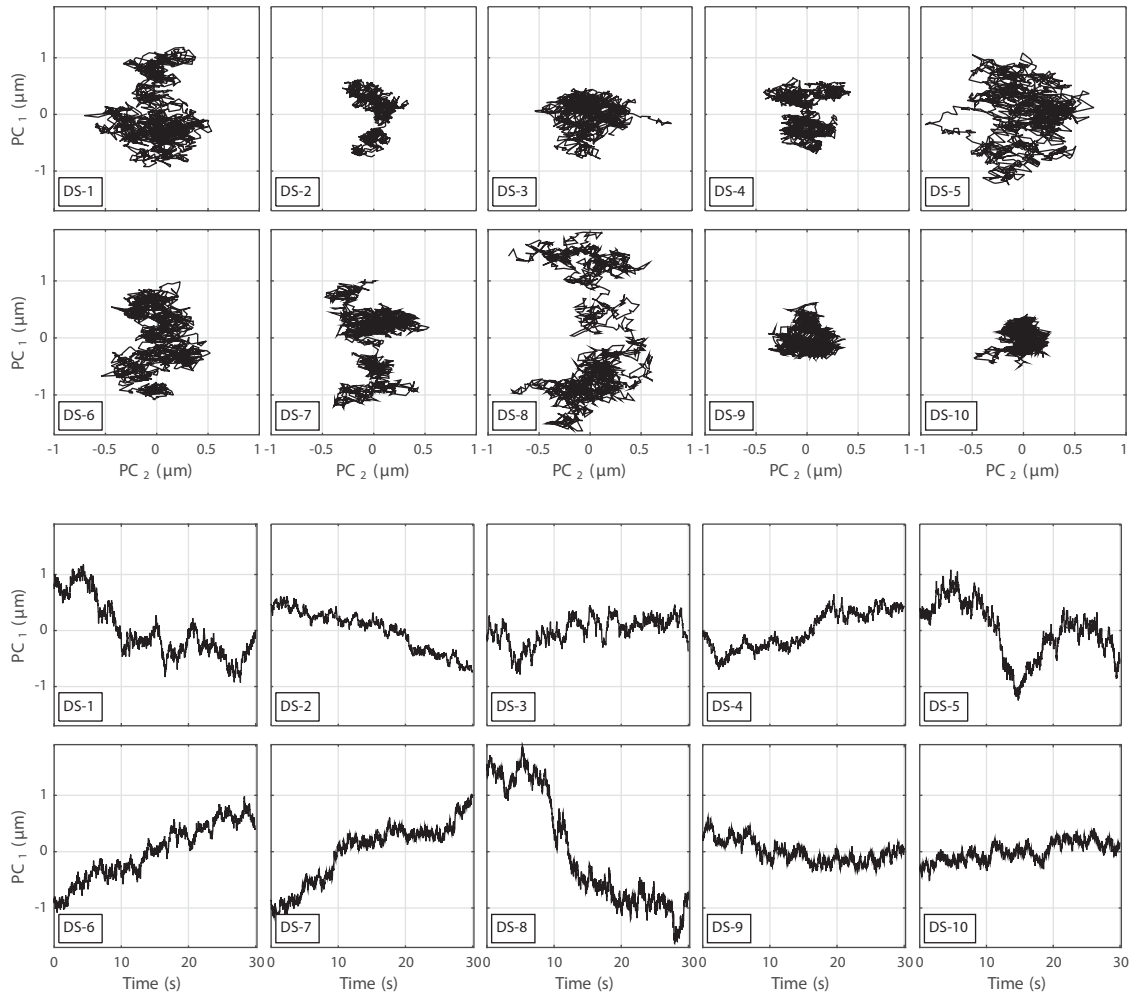 PC 1 (μm)
1
0
-1
DS-1
DS-2
DS-3
DS-4
DS-5
PC 1 (μm)
1
0
-1
DS-6
DS-7
DS-8
DS-9
DS-10
-1 -0.5 0 0.5 1 -1 -0.5 0 0.5 1 -1 -0.5 0 0.5 1 -1 -0.5 0 0.5 1 -1 -0.5 0 0.5 1
PC 2 (μm) PC 2 (μm) PC 2 (μm) PC 2 (μm) PC 2 (μm)
PC 1 (μm)
1
0
-1
DS-1
DS-2
DS-3
DS-4
DS-5
PC 1 (μm)
1
0
-1
DS-6
DS-7
DS-8
DS-9
DS-10
0 10 20 30 0 10 20 30 0 10 20 30 0 10 20 30 0 10 20 30
Time (s) Time (s) Time (s) Time (s) Time (s)